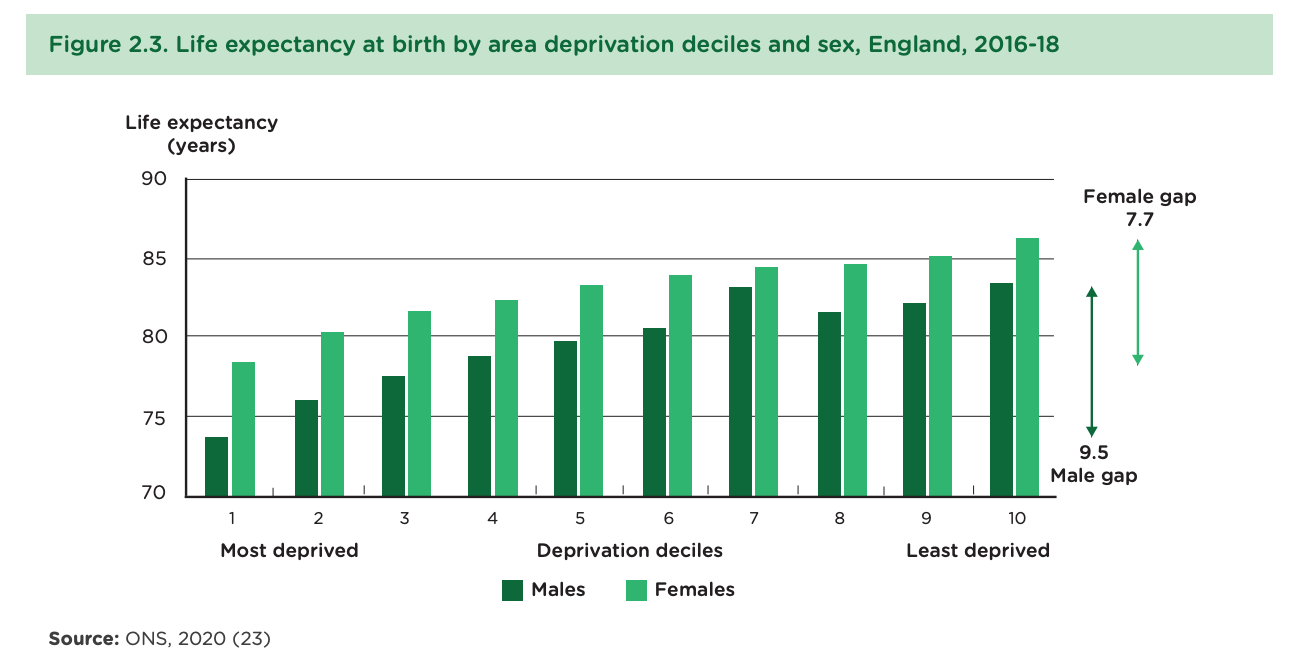 Figure 2.3. Life expectancy at birth by area deprivation deciles and sex, England, 2016-18
Life expectancy
(years)
90
85
80
75
70
Female gap
7.7
9.5
Male gap
1 2 3 4 5 6 7 8 9 10
Most deprived Deprivation deciles Least deprived
Males Females
Source: ONS, 2020 (23)